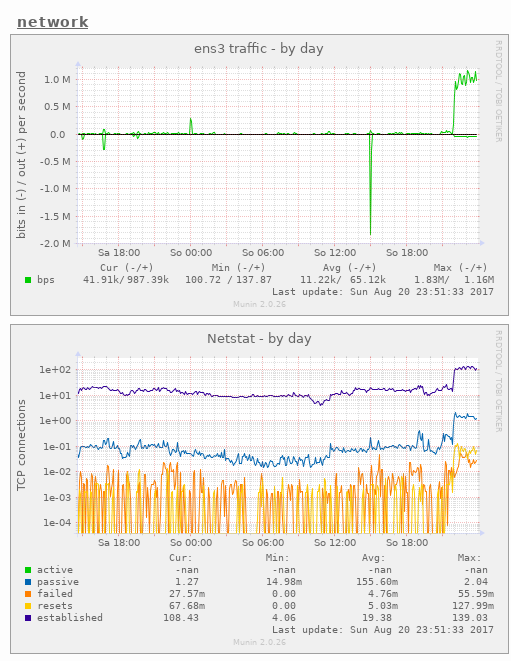 network
ens3 traffic - by day
RRDTOOL / TOBI OETIKER
bits in (-) / out (+) per second
1.0 M
0.5 M
0.0
-0.5 M
-1.0 M
-1.5 M
-2.0 M
Sa 18:00 So 00:00 So 06:00 So 12:00 So 18:00
Cur (-/+) Min (-/+) Avg (-/+) Max (-/+)
bps 41.91k/987.39k 100.72 /137.87 11.22k/ 65.12k 1.83M/ 1.16M
Last update: Sun Aug 20 23:51:33 2017
Munin 2.0.26
Netstat - by day
RRDTOOL / TOBI OETIKER
TCP connections
1e+02
1e+01
1e+00
1e-01
1e-02
1e-03
1e-04
Sa 18:00 So 00:00 So 06:00 So 12:00 So 18:00
Cur: Min: Avg: Max:
active -nan -nan -nan -nan
passive 1.27 14.98m 155.60m 2.04
failed 27.57m 0.00 4.76m 55.59m
resets 67.68m 0.00 5.03m 127.99m
established 108.43 4.06 19.38 139.03
Last update: Sun Aug 20 23:51:33 2017
Munin 2.0.26